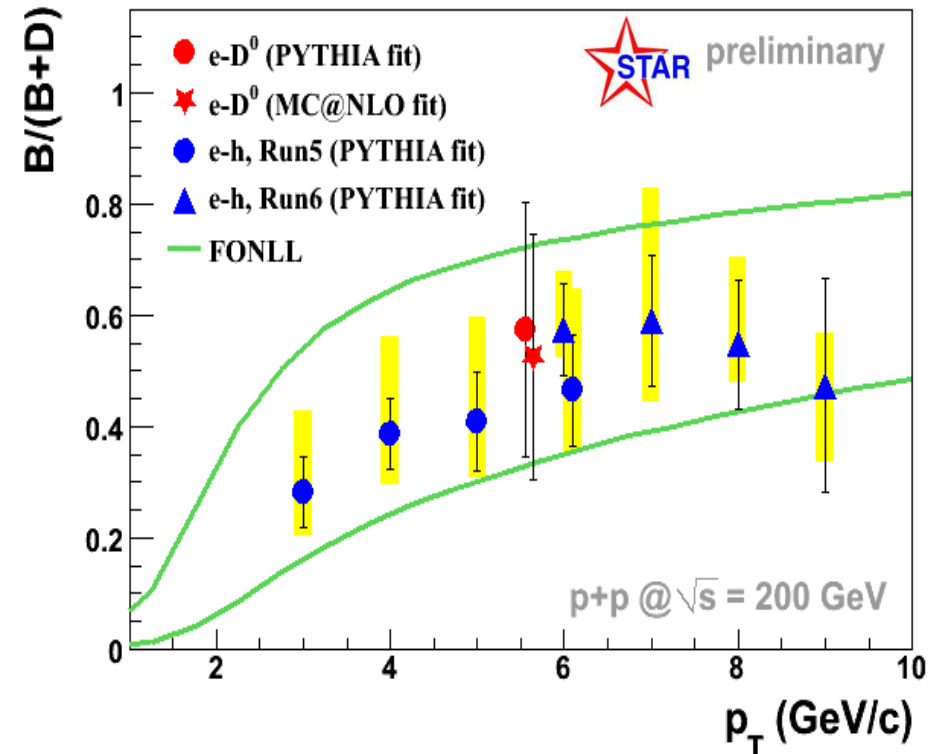 B/(B+D)
e-D⁰ (PYTHIA fit)
e-D⁰ (MC@NLO fit)
e-h, Run5 (PYTHIA fit)
e-h, Run6 (PYTHIA fit)
FONLL
STAR preliminary
1
0.8
0.6
0.4
0.2
0
p+p @ √s = 200 GeV
2 4 6 8 10
p_T (GeV/c)